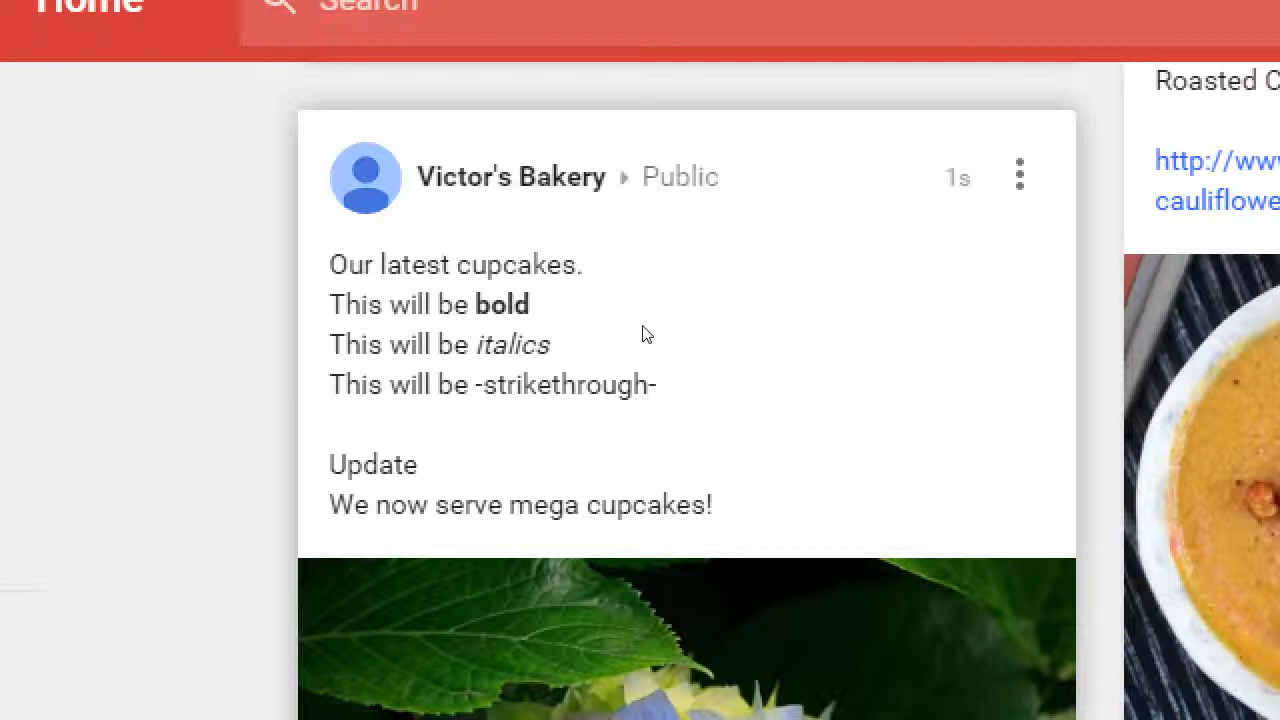 Home
Search
Victor's Bakery Public
1s
Our latest cupcakes.
This will be bold
This will be italics
This will be -strikethrough-
Update
We now serve mega cupcakes!
Roasted C
http://www
cauliflowe